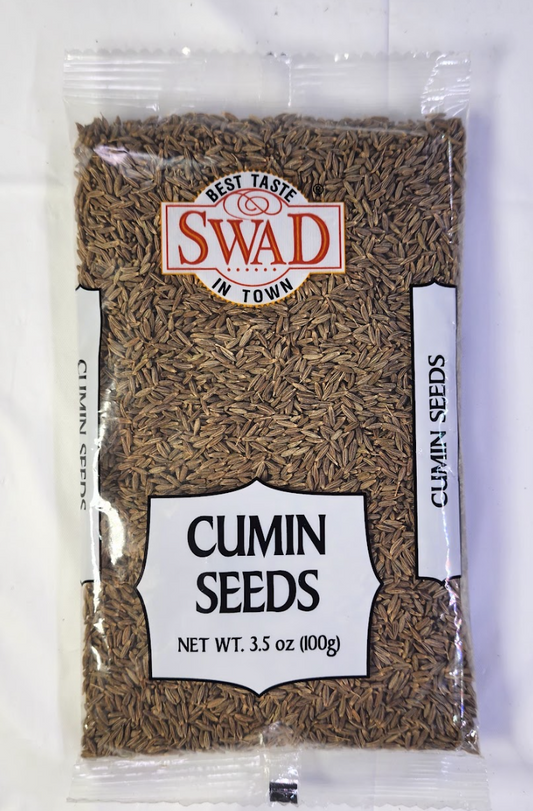 BEST TASTE
®
SWAD
IN TOWN
CUMIN SEEDS
CUMIN SEEDS
CUMIN
SEEDS
NET WT. 3.5 oz (100g)